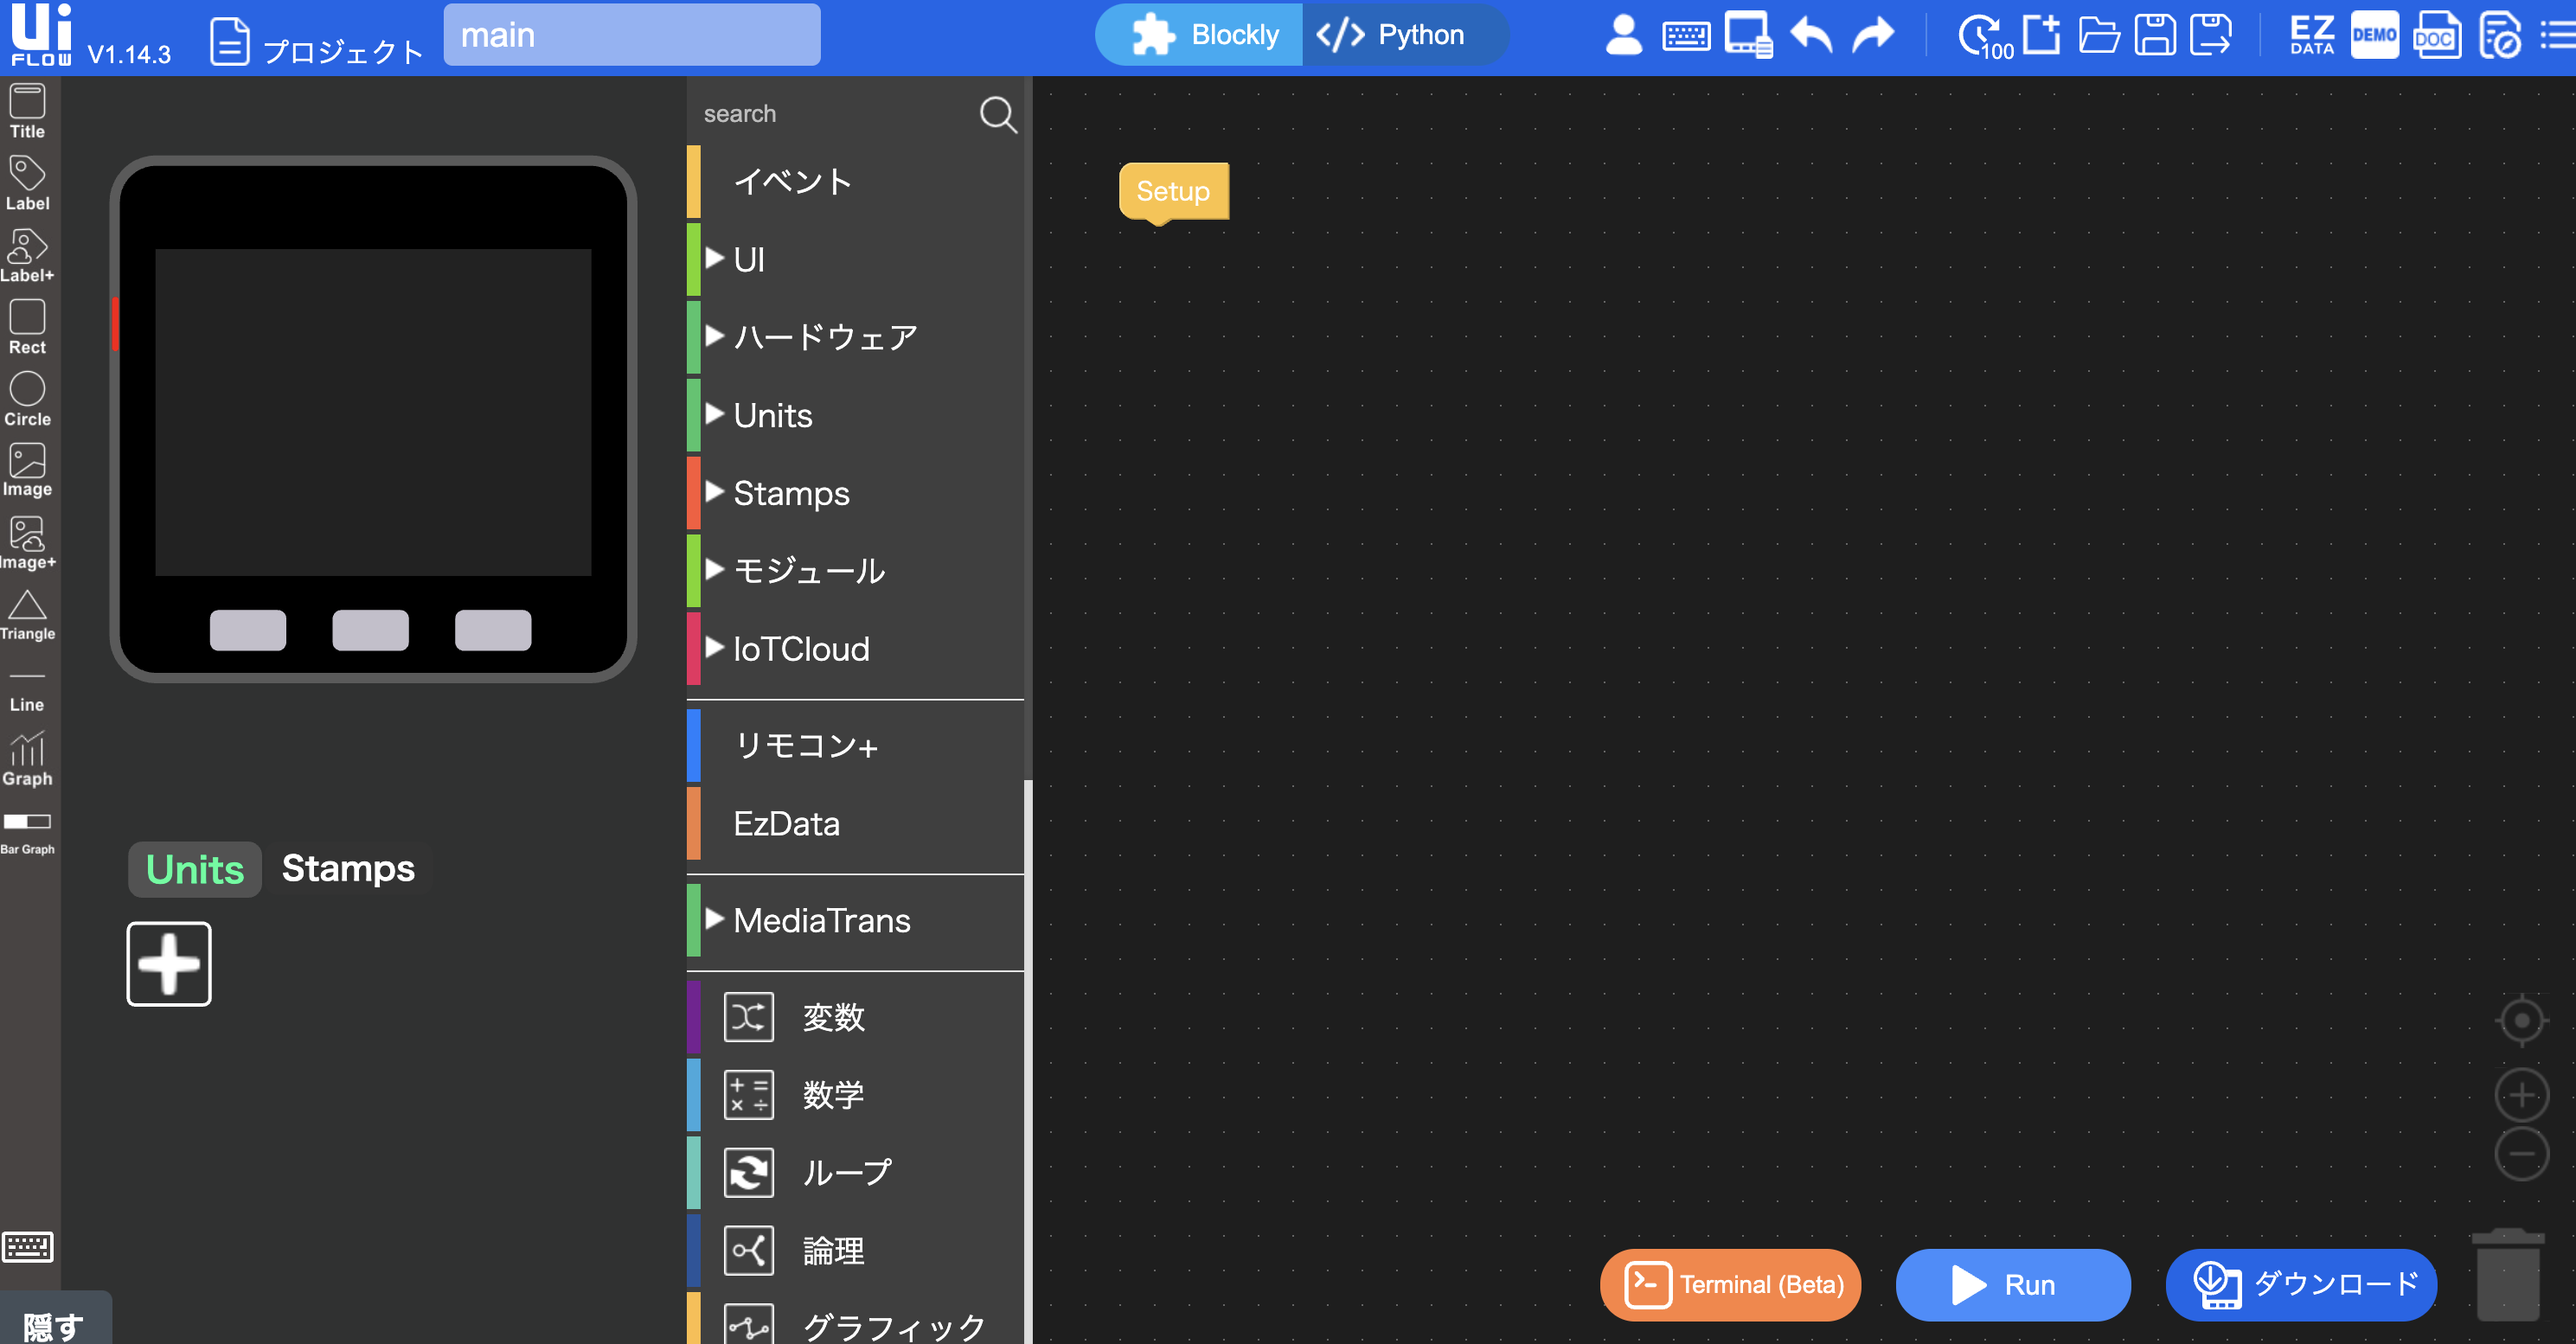 Ui
FLOW
V1.14.3
プロジェクト
main
Blockly
Python
100
EZ
DATA
DEMO
DOC
Title
Label
Label+
Rect
Circle
Image
Image+
Triangle
Line
Graph
Bar Graph
隠す
Units
Stamps
search
イベント
UI
ハードウェア
Units
Stamps
モジュール
IoTCloud
リモコン+
EzData
MediaTrans
変数
数学
ループ
論理
グラフィック
Setup
Terminal (Beta)
Run
ダウンロード